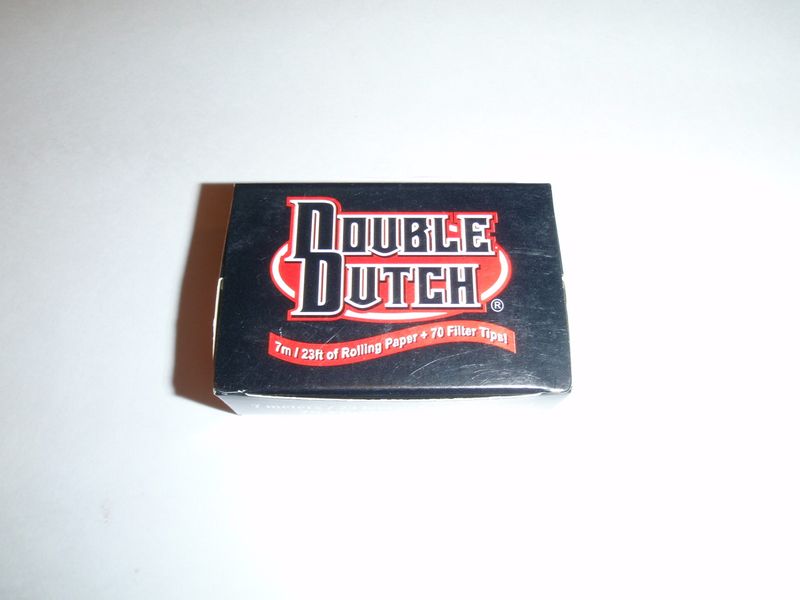 DOUBLE
DUTCH ®
7m / 23ft of Rolling Paper + 70 Filter Tips!